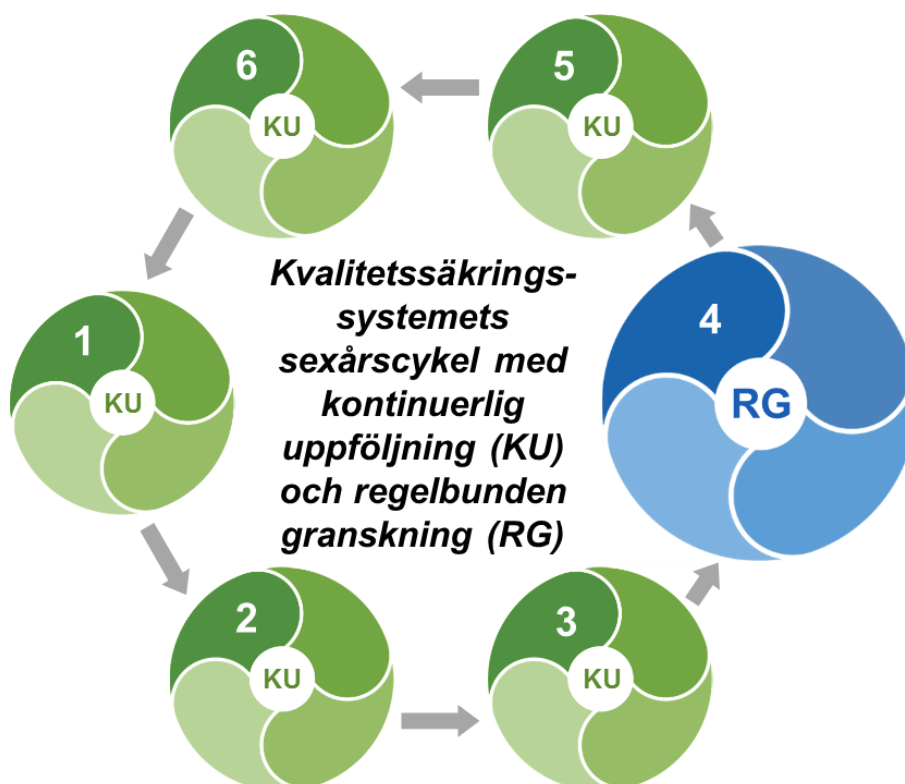 6
KU
5
KU
Kvalitetssäkrings-
systemets
sexårscykel med
kontinuerlig
uppföljning (KU)
och regelbunden
granskning (RG)
1
KU
4
RG
2
KU
3
KU